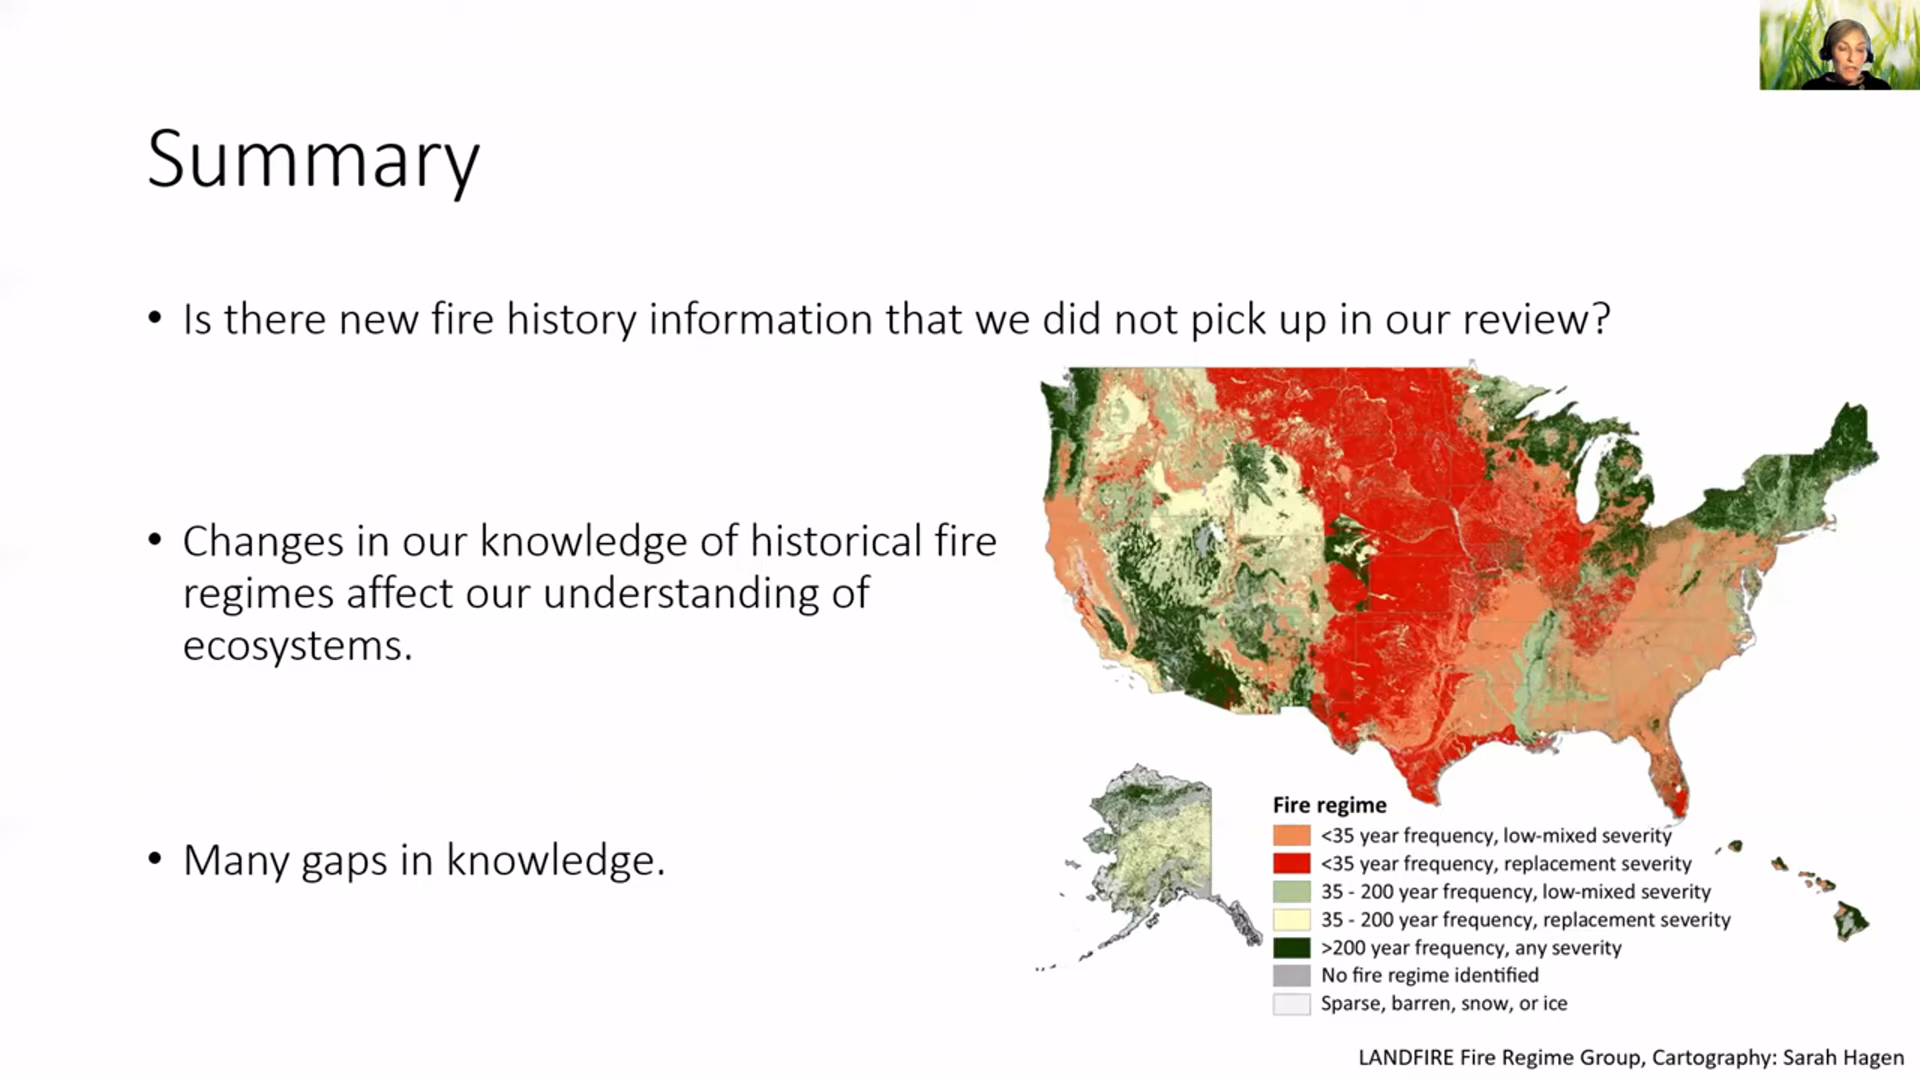 Summary
• Is there new fire history information that we did not pick up in our review?
• Changes in our knowledge of historical fire
regimes affect our understanding of
ecosystems.
• Many gaps in knowledge.
Fire regime
<35 year frequency, low-mixed severity
<35 year frequency, replacement severity
35 - 200 year frequency, low-mixed severity
35 - 200 year frequency, replacement severity
>200 year frequency, any severity
No fire regime identified
Sparse, barren, snow, or ice
LANDFIRE Fire Regime Group, Cartography: Sarah Hagen